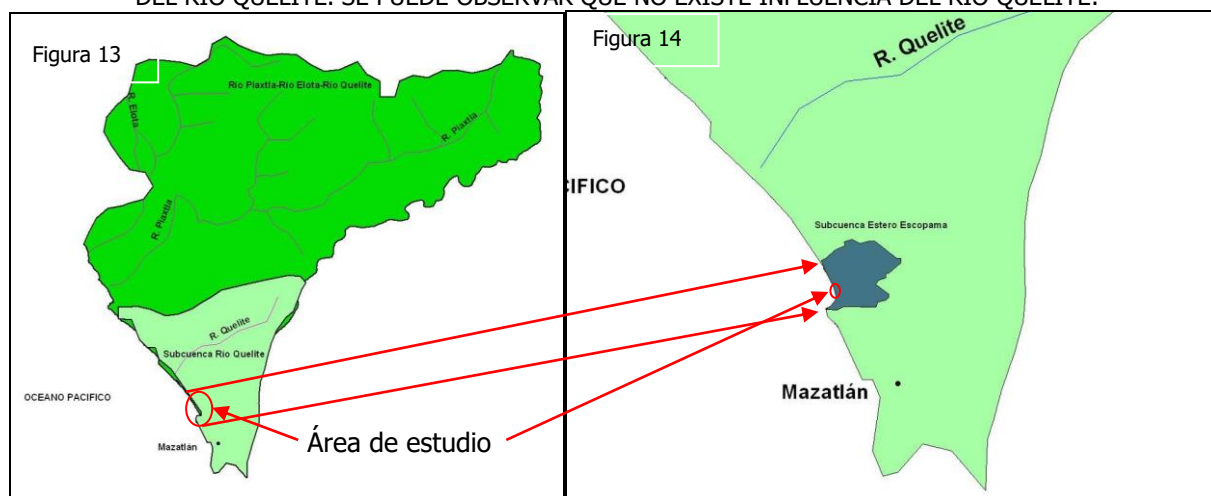 DEL RIO QUELITE. SE PUEDE OBSERVAR QUE NO EXISTE INFLUENCIA DEL RIO QUELITE.
Figura 13
Rio Piaxtla-Rio Elota-Rio Quelite
R. Elota
R. Piaxtla
R. Piaxtla
R. Quelite
Subcuenca Rio Quelite
OCEANO PACIFICO
Mazatlán
Área de estudio
Figura 14
R. Quelite
CIFICO
Subcuenca Estero Escopama
Mazatlán